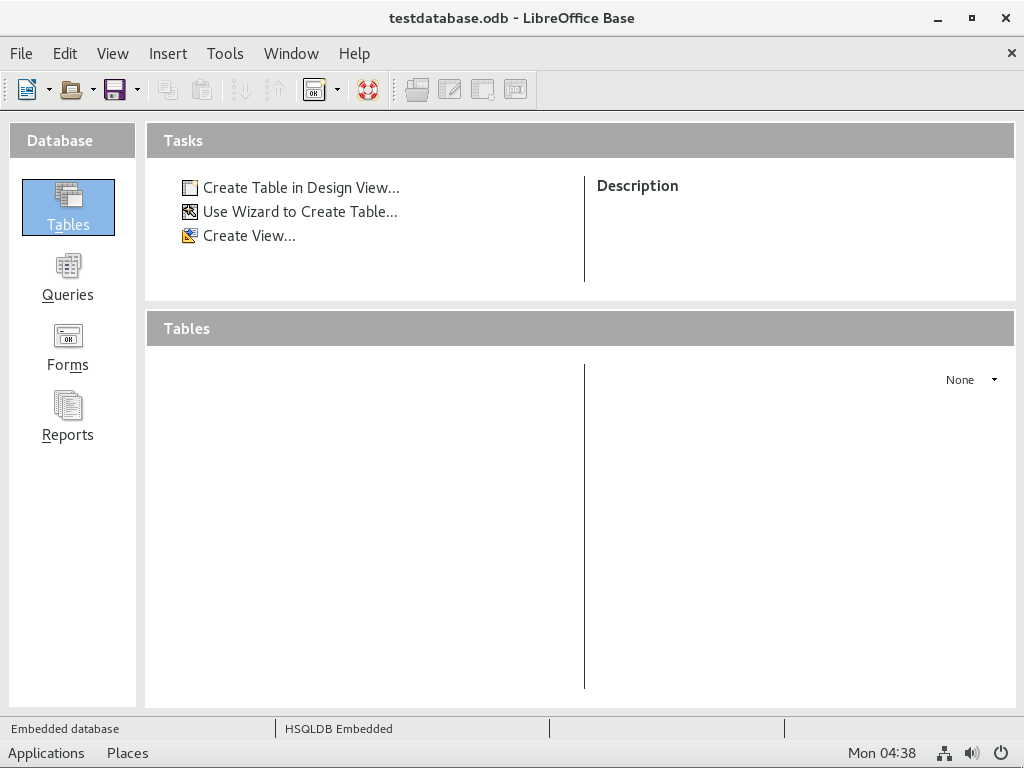 testdatabase.odb - LibreOffice Base
File Edit View Insert Tools Window Help
Database
Tasks
Tables
Queries
Forms
Reports
Create Table in Design View...
Use Wizard to Create Table...
Create View...
Description
Tables
None
Embedded database HSQLDB Embedded
Applications Places Mon 04:38